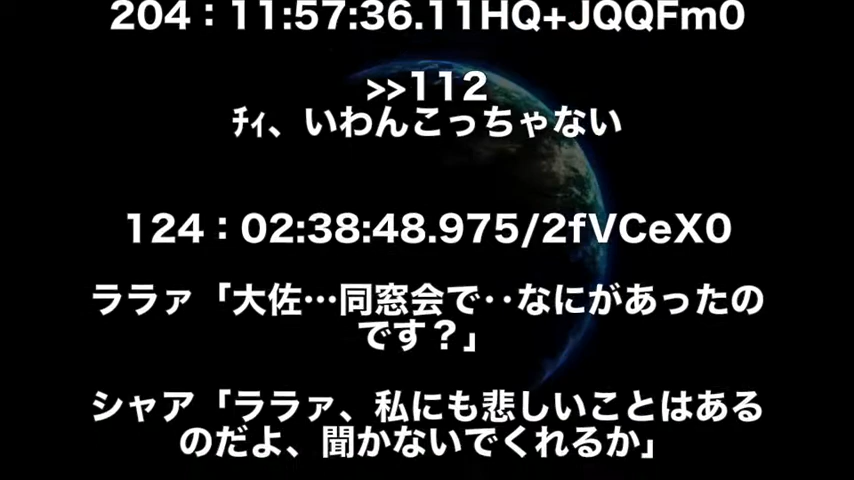 204：11:57:36.11HQ+JQQFm0
>>112
ﾁｨ、いわんこっちゃない
124：02:38:48.975/2fVCeX0
ララァ「大佐…同窓会で‥なにがあったの
です？」
シャア「ララァ、私にも悲しいことはある
のだよ、聞かないでくれるか」